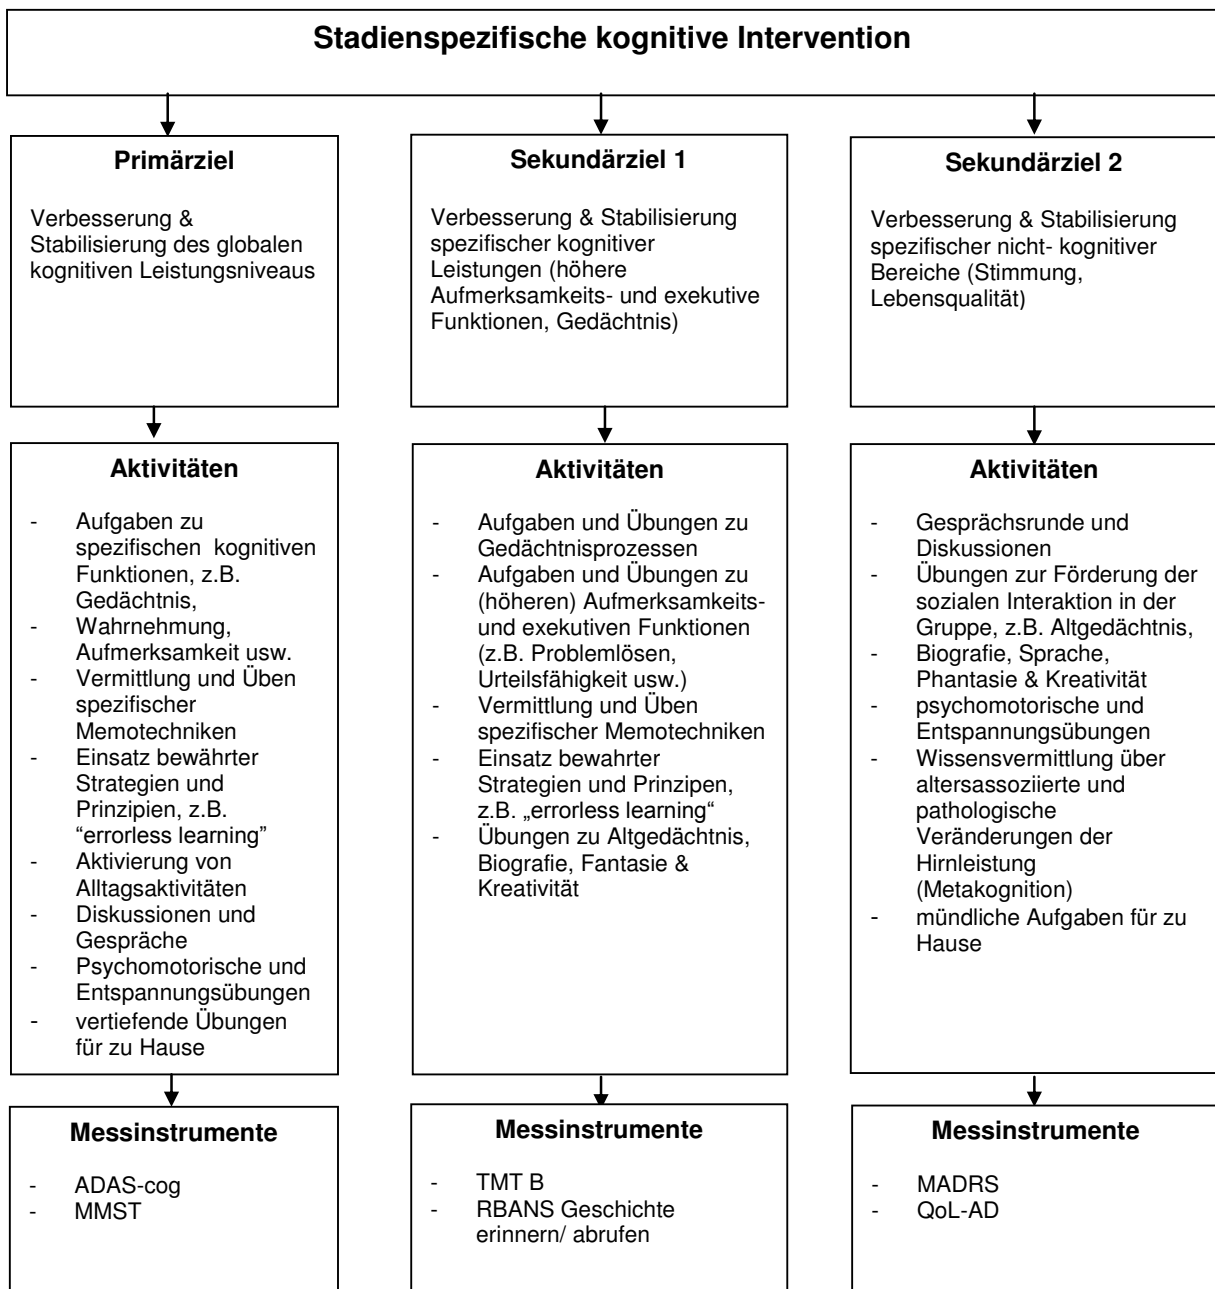 Stadienspezifische kognitive Intervention
Primärziel
Verbesserung &
Stabilisierung des globalen
kognitiven Leistungsniveaus
Sekundärziel 1
Verbesserung & Stabilisierung
spezifischer kognitiver
Leistungen (höhere
Aufmerksamkeits- und exekutive
Funktionen, Gedächtnis)
Sekundärziel 2
Verbesserung & Stabilisierung
spezifischer nicht- kognitiver
Bereiche (Stimmung,
Lebensqualität)
Aktivitäten
- Aufgaben zu
spezifischen kognitiven
Funktionen, z.B.
Gedächtnis,
- Wahrnehmung,
Aufmerksamkeit usw.
- Vermittlung und Üben
spezifischer
Memotechniken
- Einsatz bewährter
Strategien und
Prinzipien, z.B.
“errorless learning”
- Aktivierung von
Alltagsaktivitäten
- Diskussionen und
Gespräche
- Psychomotorische und
Entspannungsübungen
- vertiefende Übungen
für zu Hause
Aktivitäten
- Aufgaben und Übungen zu
Gedächtnisprozessen
- Aufgaben und Übungen zu
(höheren) Aufmerksamkeits-
und exekutiven Funktionen
(z.B. Problemlösen,
Urteilsfähigkeit usw.)
- Vermittlung und Üben
spezifischer Memotechniken
- Einsatz bewahrter
Strategien und Prinzipen,
z.B. „errorless learning“
- Übungen zu Altgedächtnis,
Biografie, Fantasie &
Kreativität
Aktivitäten
- Gesprächsrunde und
Diskussionen
- Übungen zur Förderung der
sozialen Interaktion in der
Gruppe, z.B. Altgedächtnis,
- Biografie, Sprache,
Phantasie & Kreativität
- psychomotorische und
Entspannungsübungen
- Wissensvermittlung über
altersassoziierte und
pathologische
Veränderungen der
Hirnleistung
(Metakognition)
- mündliche Aufgaben für zu
Hause
Messinstrumente
- ADAS-cog
- MMST
Messinstrumente
- TMT B
- RBANS Geschichte
erinnern/ abrufen
Messinstrumente
- MADRS
- QoL-AD